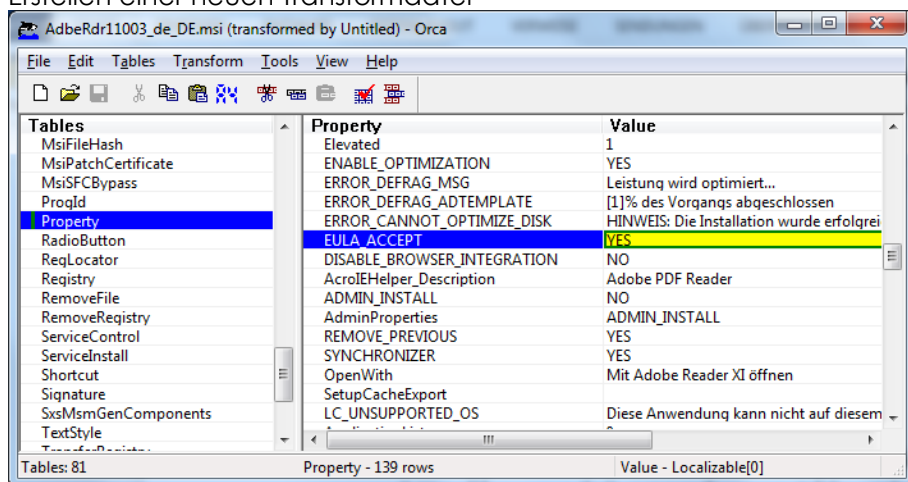 Erstellen einer neuen Transformdatei
AdbeRdr11003_de_DE.msi (transformed by Untitled) - Orca
File Edit Tables Transform Tools View Help
Tables
MsiFileHash
MsiPatchCertificate
MsiSFCBypass
ProgId
Property
RadioButton
RegLocator
Registry
RemoveFile
RemoveRegistry
ServiceControl
ServiceInstall
Shortcut
Signature
SxsMsmGenComponents
TextStyle
Property Value
Elevated 1
ENABLE_OPTIMIZATION YES
ERROR_DEFRAG_MSG Leistung wird optimiert...
ERROR_DEFRAG_ADTEMPLATE [1]% des Vorgangs abgeschlossen
ERROR_CANNOT_OPTIMIZE_DISK HINWEIS: Die Installation wurde erfolgrei
EULA_ACCEPT YES
DISABLE_BROWSER_INTEGRATION NO
AcroIEHelper_Description Adobe PDF Reader
ADMIN_INSTALL NO
AdminProperties ADMIN_INSTALL
REMOVE_PREVIOUS YES
SYNCHRONIZER YES
OpenWith Mit Adobe Reader XI öffnen
SetupCacheExport
LC_UNSUPPORTED_OS Diese Anwendung kann nicht auf diesem
Tables: 81 Property - 139 rows Value - Localizable[0]